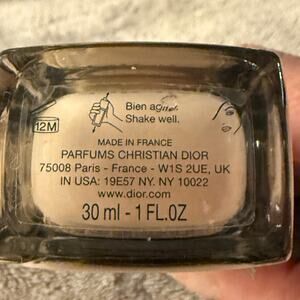 Bien agiter.
Shake well.
12M
MADE IN FRANCE
PARFUMS CHRISTIAN DIOR
75008 Paris - France - W1S 2UE, UK
IN USA: 19E57 NY. NY 10022
www.dior.com
30 ml - 1 FL.OZ